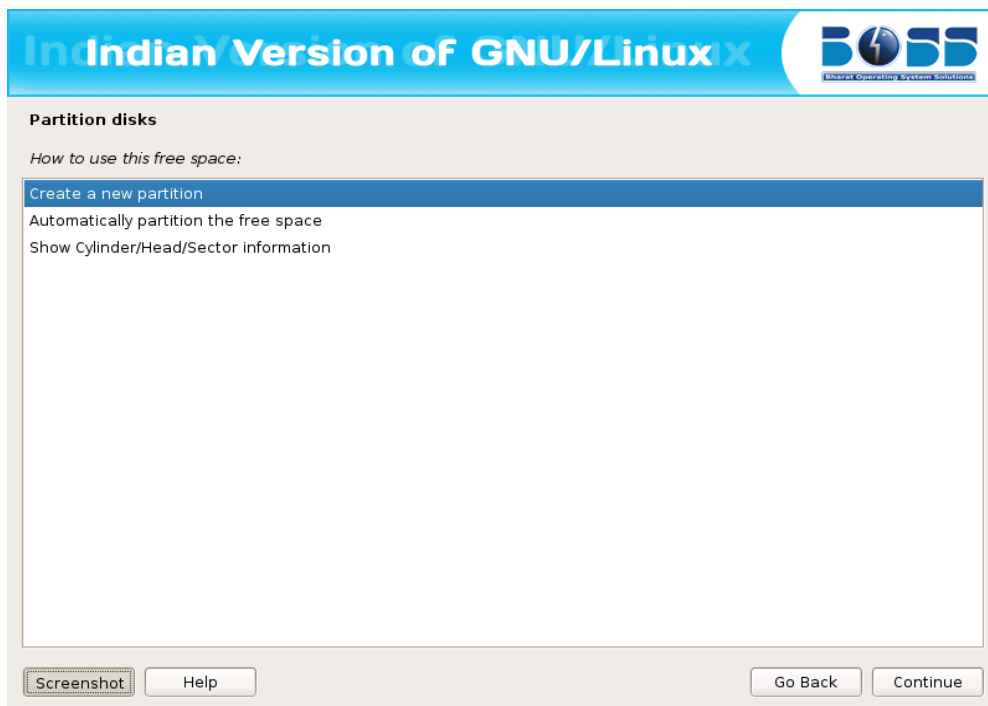 Indian Version of GNU/Linux
BOSS
Bharat Operating System Solutions
Partition disks
How to use this free space:
Create a new partition
Automatically partition the free space
Show Cylinder/Head/Sector information
Screenshot Help Go Back Continue